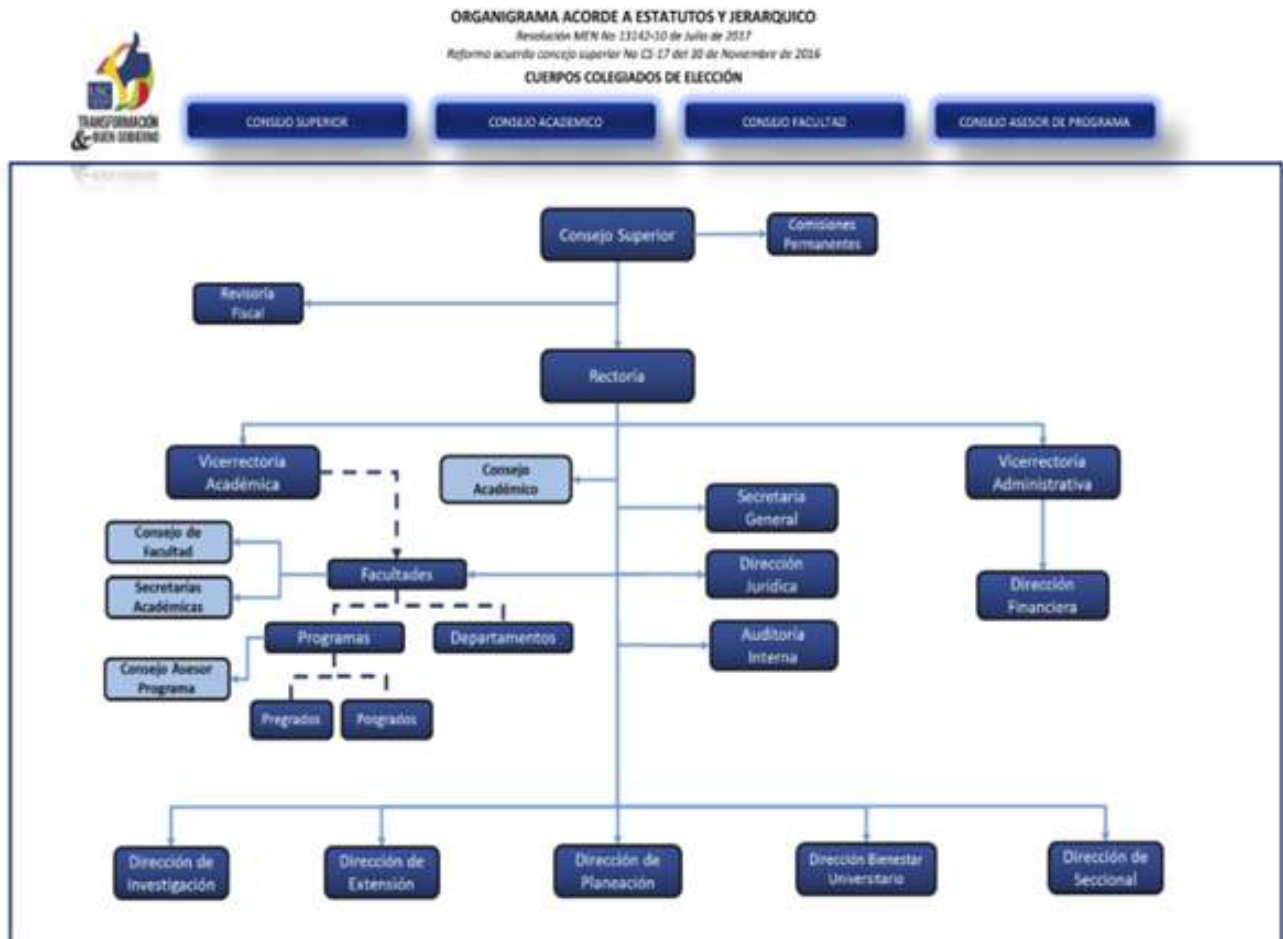 ORGANIGRAMA ACORDE A ESTATUTOS Y JERARQUICO
Resolución MEN No 13142-10 de Julio de 2017
Reforma acuerdo concejo superior No CS-17 del 30 de Noviembre de 2016
CUERPOS COLEGIADOS DE ELECCIÓN
USC
TRANSFORMACIÓN
& BUEN GOBIERNO
CONSEJO SUPERIOR
CONSEJO ACADEMICO
CONSEJO FACULTAD
CONSEJO ASESOR DE PROGRAMA
Consejo Superior
Comisiones
Permanentes
Revisoría
Fiscal
Rectoría
Vicerrectoría
Académica
Consejo
Académico
Vicerrectoría
Administrativa
Secretaría
General
Consejo de
Facultad
Facultades
Dirección
Jurídica
Secretarías
Académicas
Dirección
Financiera
Programas
Departamentos
Auditoría
Interna
Consejo Asesor
Programa
Pregrados
Posgrados
Dirección de
Investigación
Dirección de
Extensión
Dirección de
Planeación
Dirección Bienestar
Universitario
Dirección de
Seccional